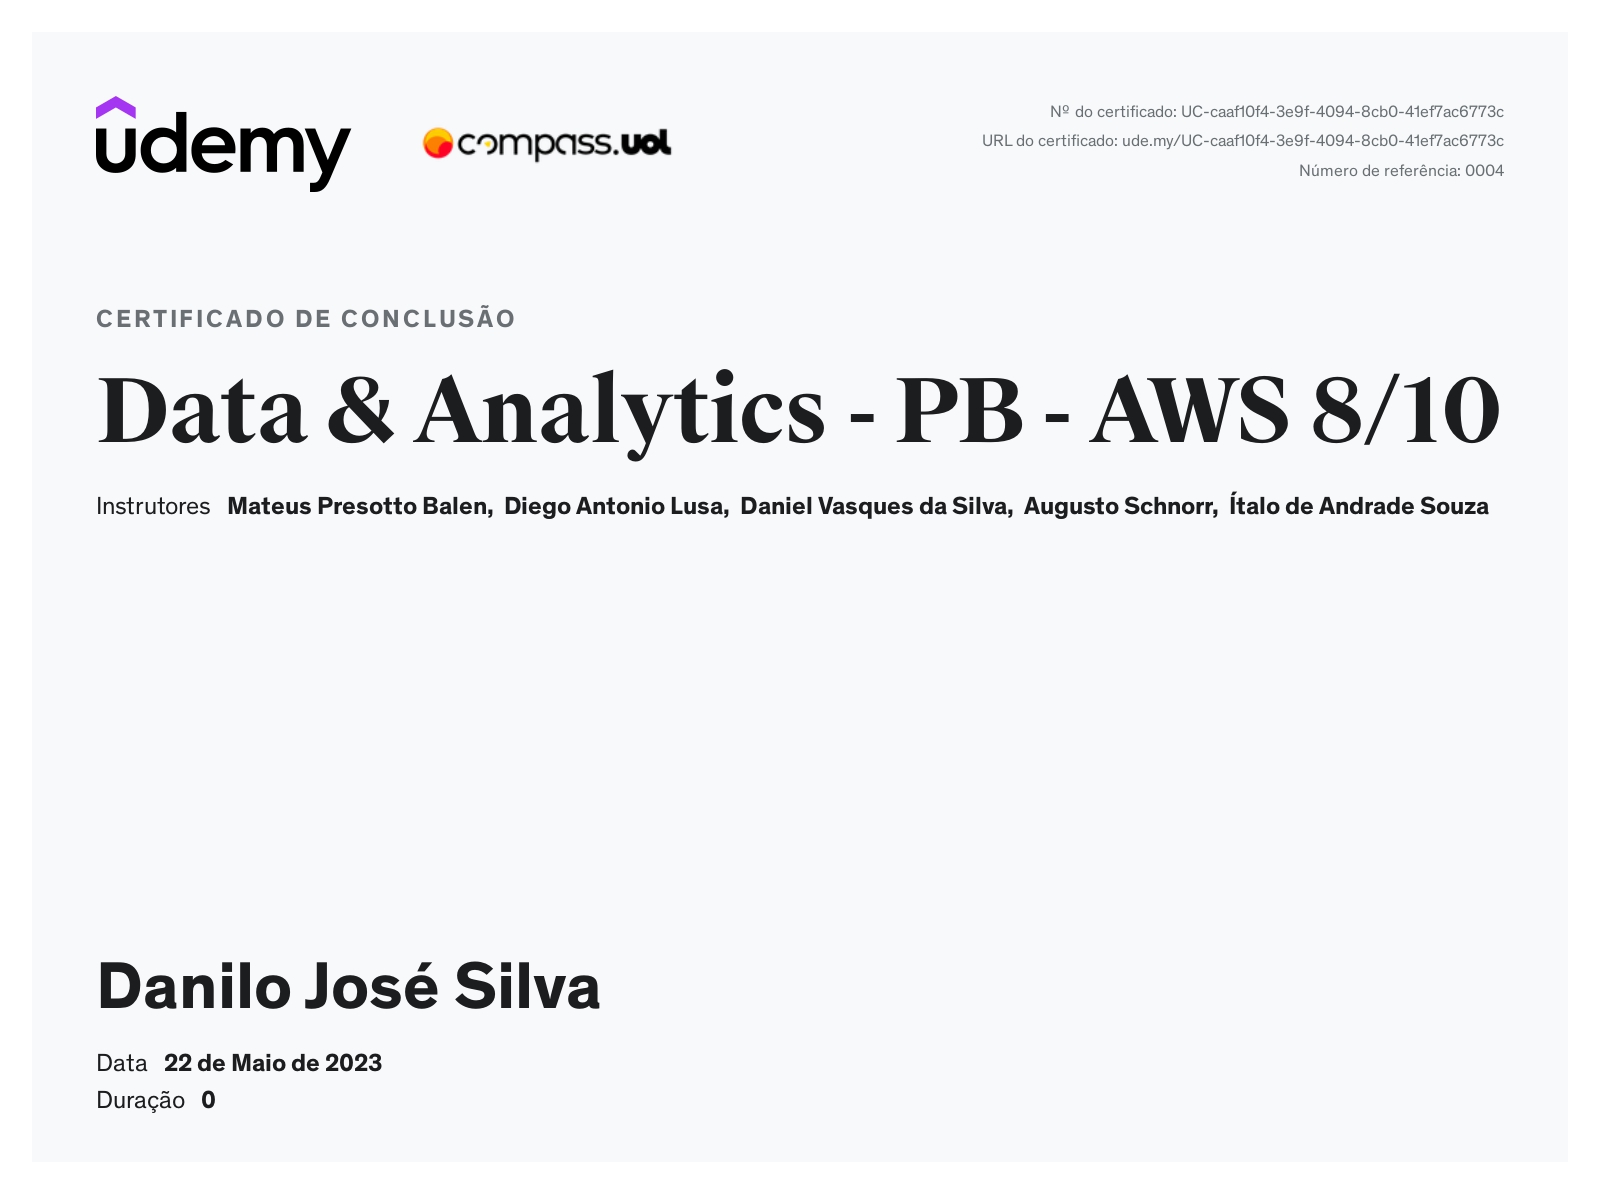 udemy
compass.uol
Nº do certificado: UC-caaf10f4-3e9f-4094-8cb0-41ef7ac6773c
URL do certificado: ude.my/UC-caaf10f4-3e9f-4094-8cb0-41ef7ac6773c
Número de referência: 0004
CERTIFICADO DE CONCLUSÃO
Data & Analytics - PB - AWS 8/10
Instrutores Mateus Presotto Balen, Diego Antonio Lusa, Daniel Vasques da Silva, Augusto Schnorr, Ítalo de Andrade Souza
Danilo José Silva
Data 22 de Maio de 2023
Duração 0